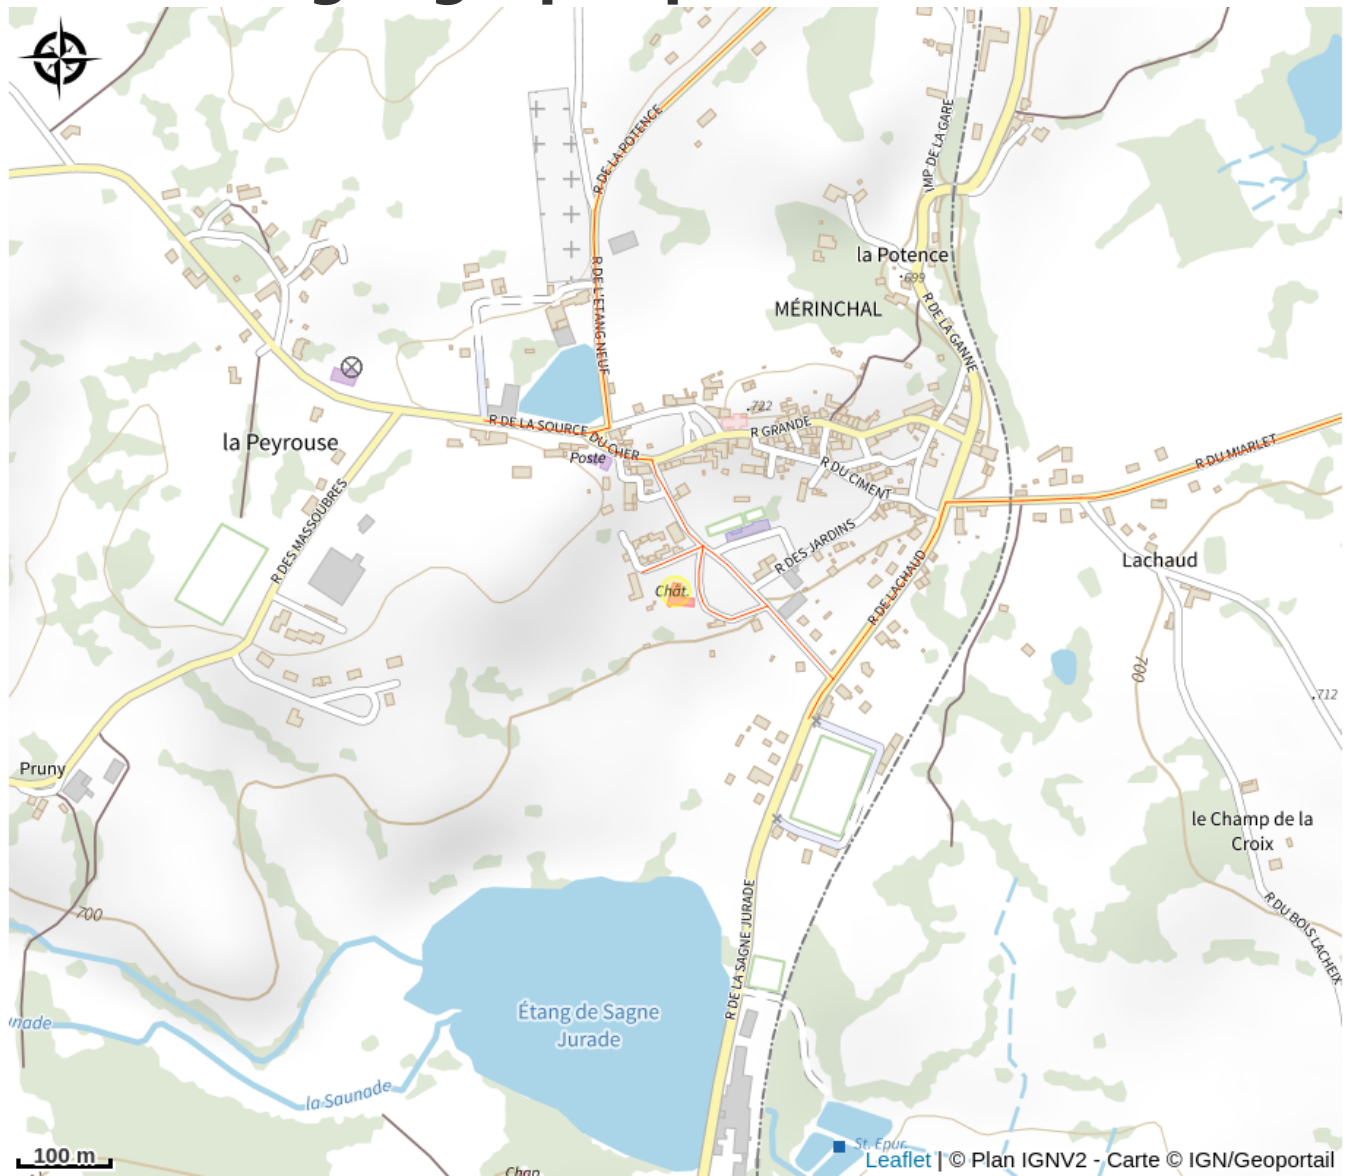 R DE LA POTENCE
IMP DE LA GARE
la Potence
699
MÉRINCHAL
R DE L'ETANG NEUF
R DE LA GANNE
722
R GRANDE
R DE LA SOURCE DU CHER
la Peyrouse
Poste
R DU CIMENT
R DU MIARLET
R DES MASSOUBRES
R DES JARDINS
Lachaud
Chât.
R DE LACHAUD
700
712
Pruny
le Champ de la
Croix
700
R DE LA SAGNE JURADE
R DU BOIS LACHEIX
Étang de Sagne
Jurade
la Saunade
St. Epur.
100 m
Leaflet | © Plan IGNV2 - Carte © IGN/Geoportail